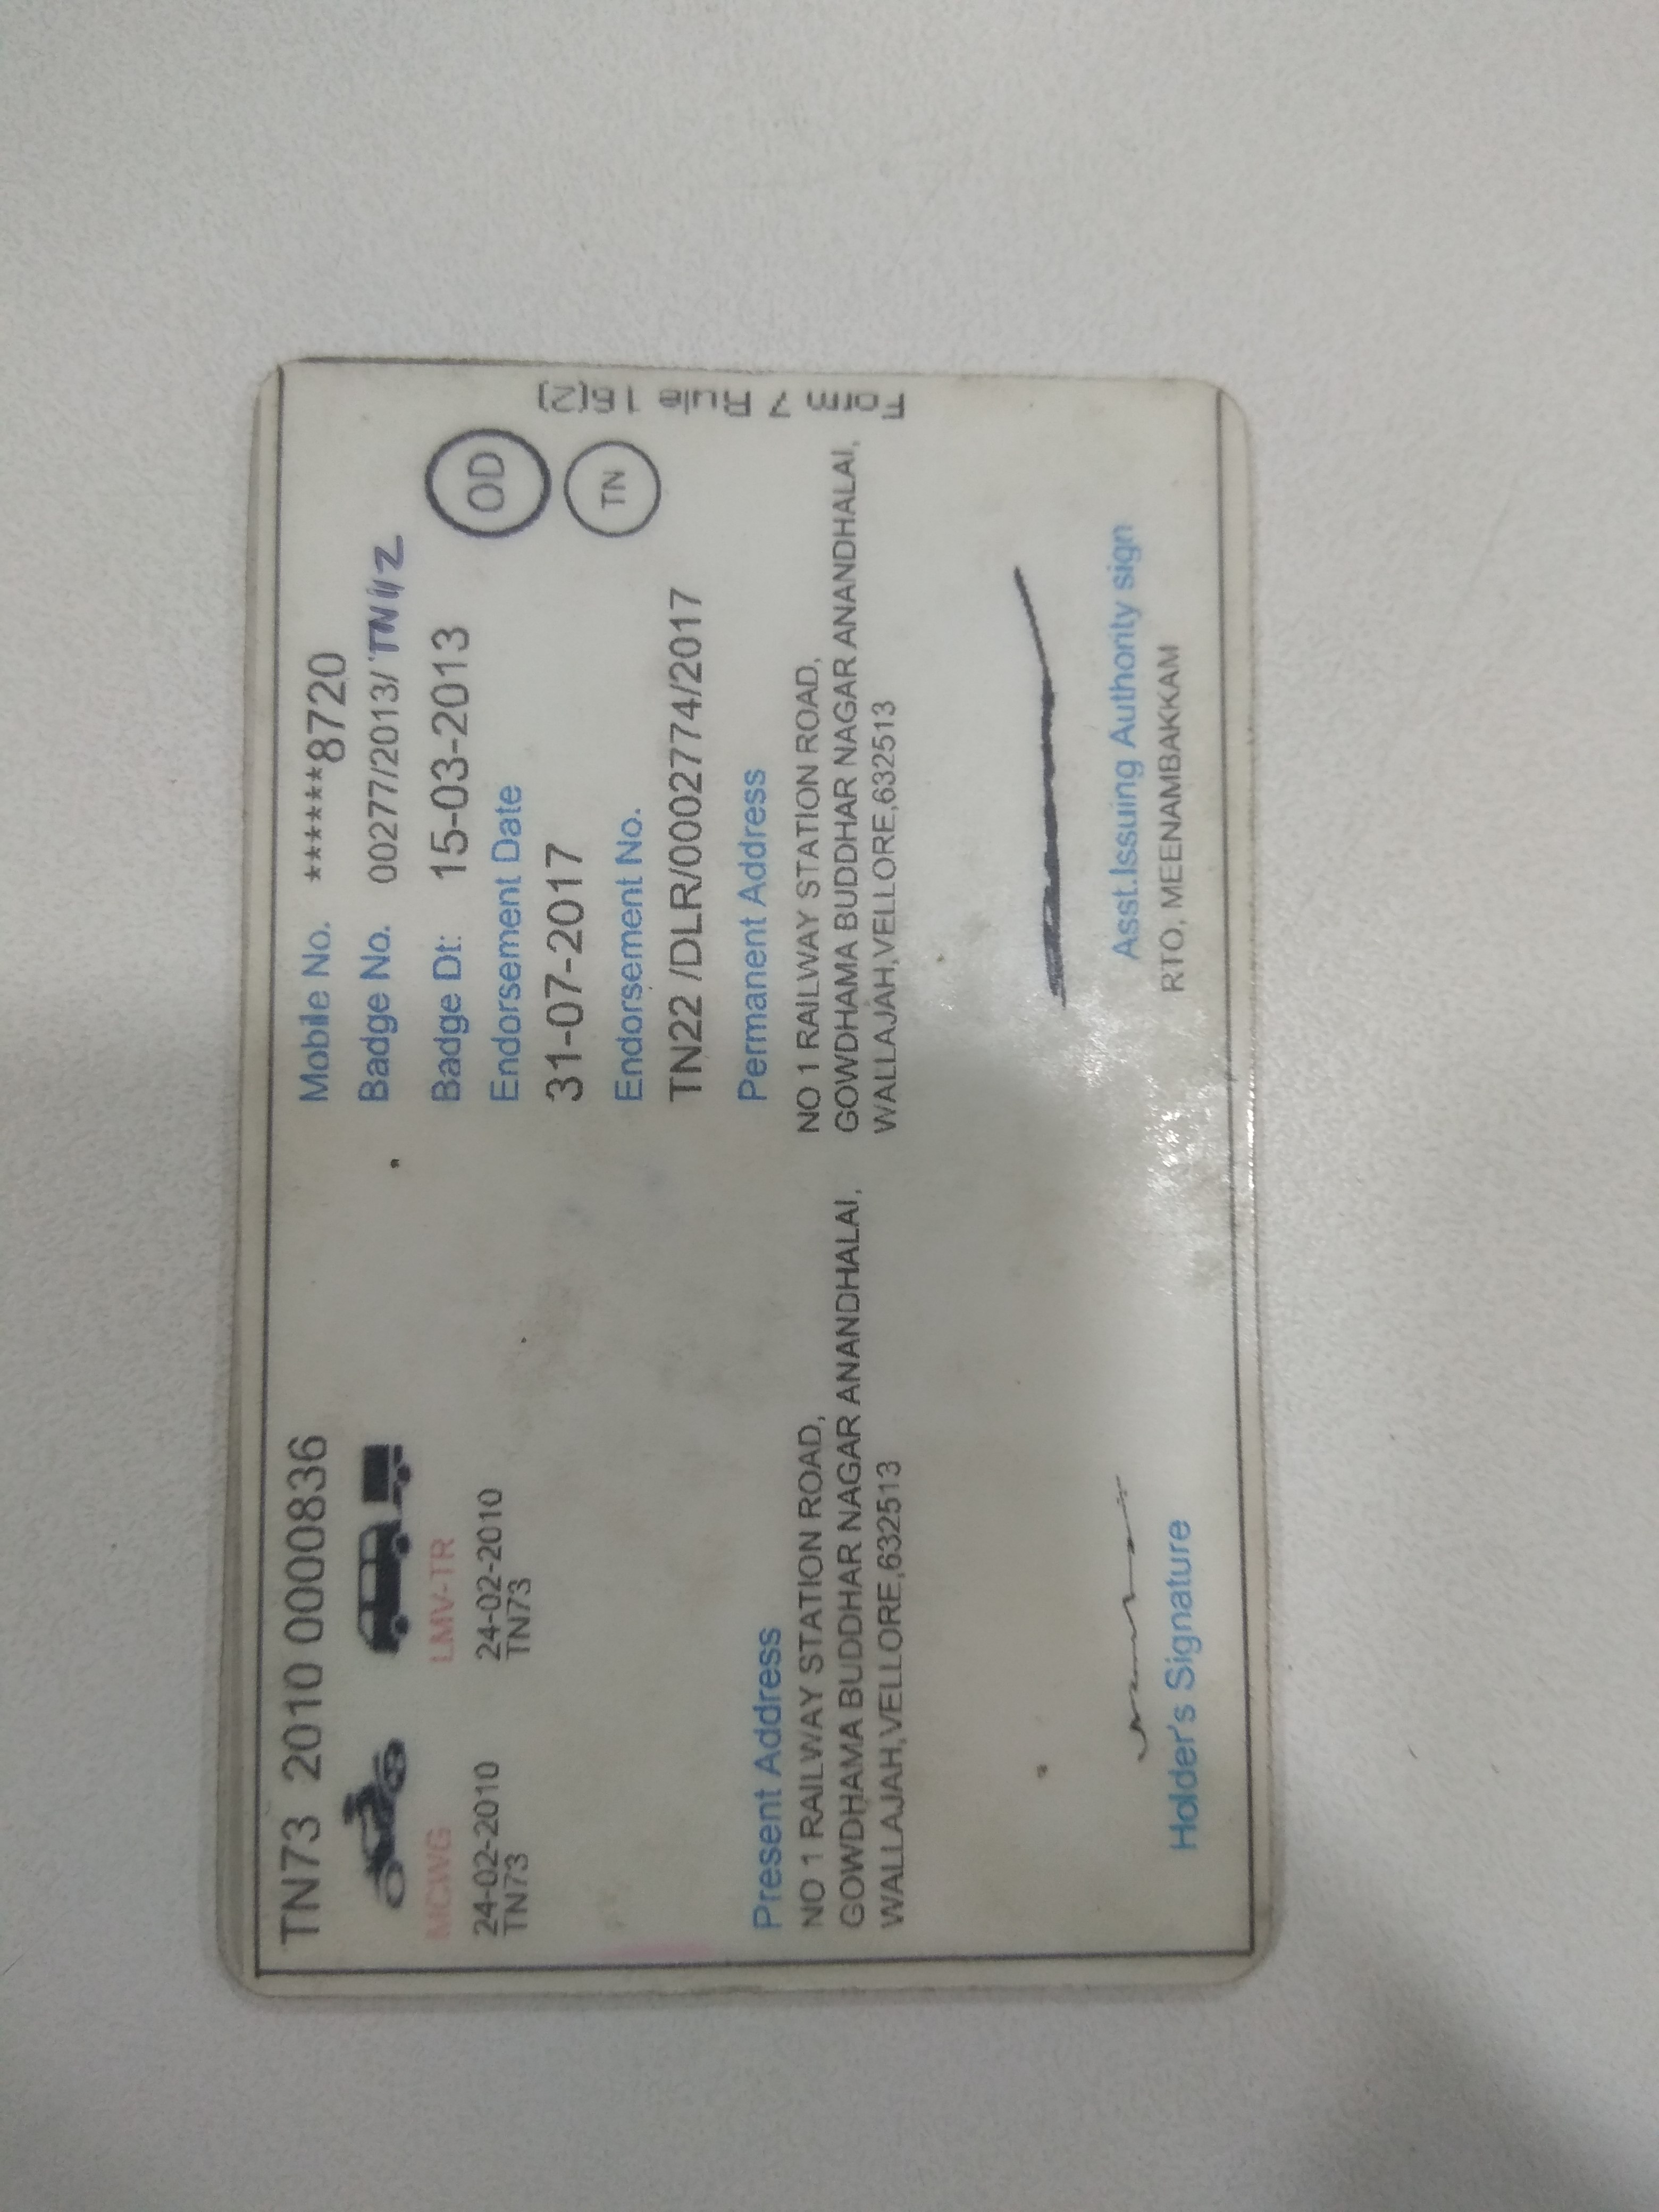 TN73 2010 0000836
MCWG
24-02-2010
TN73
LMV-TR
24-02-2010
TN73
Mobile No. ******8720
Badge No. 00277/2013/
Badge Dt: 15-03-2013
Endorsement Date
31-07-2017
Endorsement No.
TN22 /DLR/0002774/2017
OD
TN
Form 7 Rule 16(2)
Present Address
NO 1 RAILWAY STATION ROAD,
GOWDHAMA BUDDHAR NAGAR ANANDHALAI,
WALLAJAH,VELLORE,632513
Permanent Address
NO 1 RAILWAY STATION ROAD,
GOWDHAMA BUDDHAR NAGAR ANANDHALAI,
WALLAJAH,VELLORE,632513
Holder's Signature
Asst.Issuing Authority sign
RTO, MEENAMBAKKAM